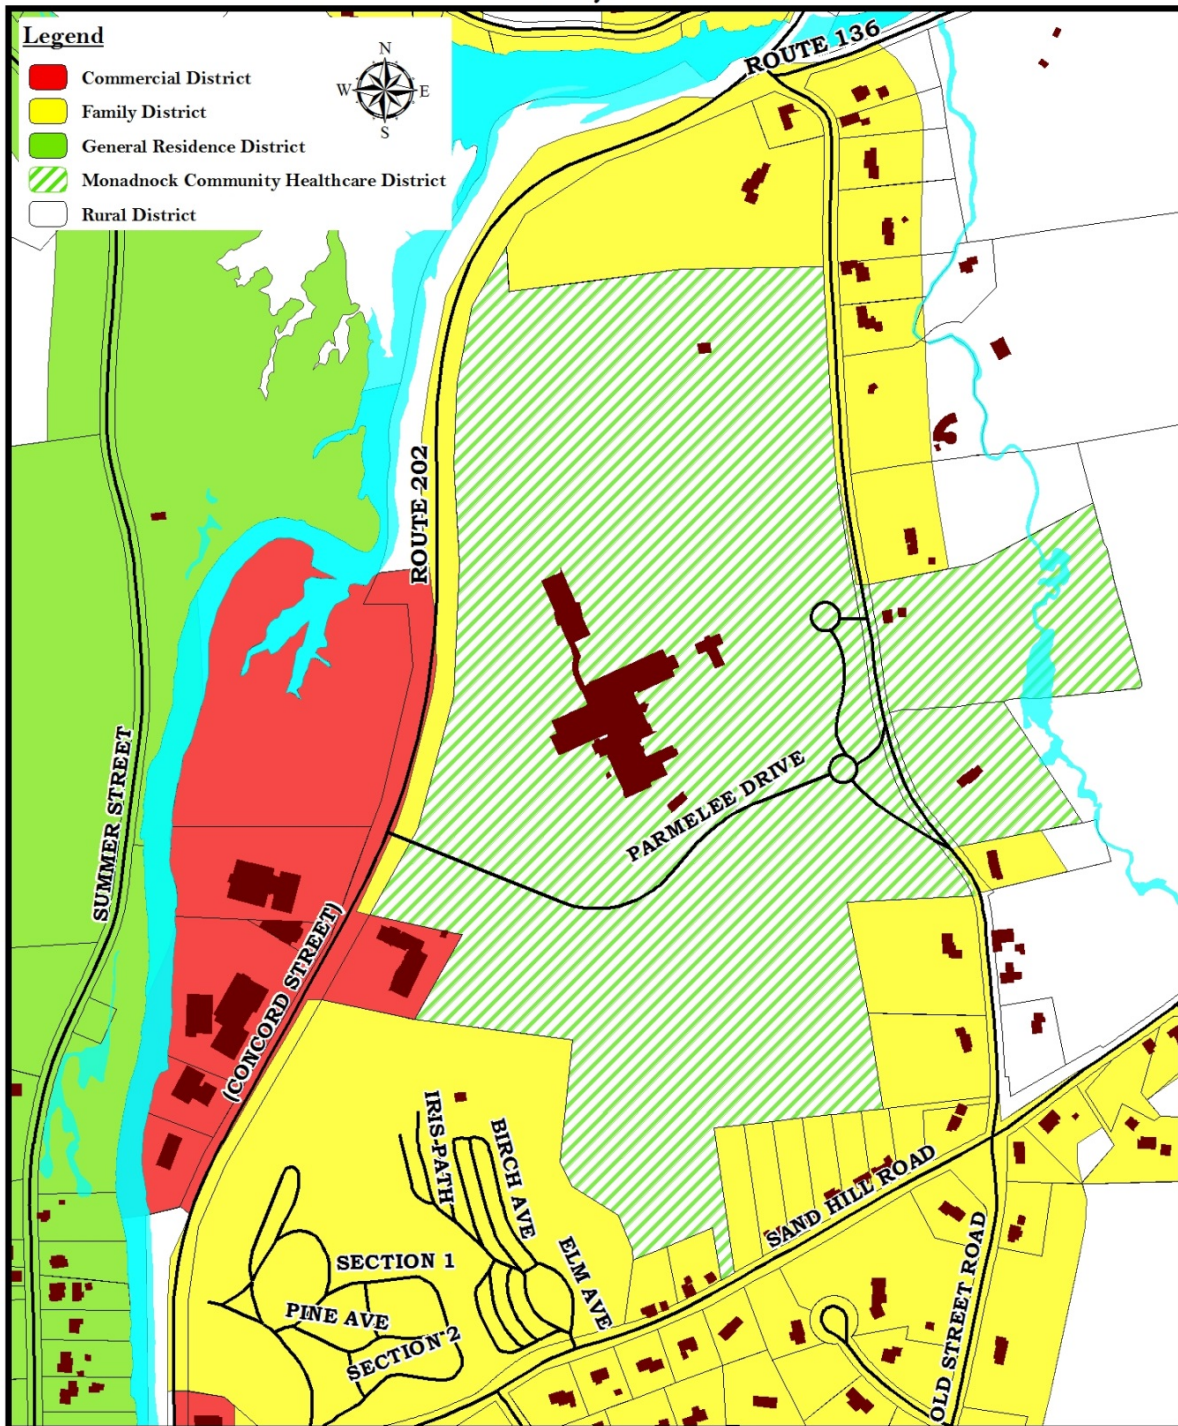 Legend
Commercial District
Family District
General Residence District
Monadnock Community Healthcare District
Rural District
N
W E
S
ROUTE 136
ROUTE 202
SUMMER STREET
PARMELEE DRIVE
(CONCORD STREET)
IRIS-PATH
BIRCH AVE
SAND HILL ROAD
ELM AVE
SECTION 1
PINE AVE
SECTION 2
OLD STREET ROAD